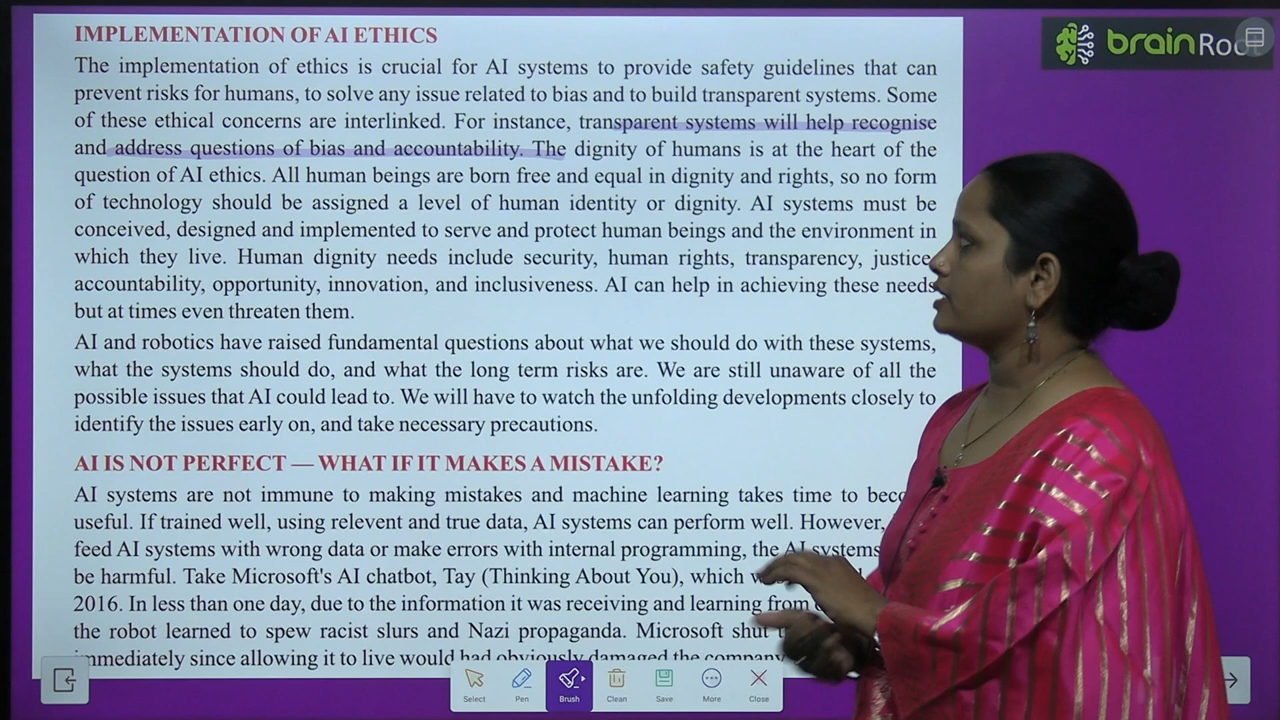 IMPLEMENTATION OF AI ETHICS
The implementation of ethics is crucial for AI systems to provide safety guidelines that can
prevent risks for humans, to solve any issue related to bias and to build transparent systems. Some
of these ethical concerns are interlinked. For instance, transparent systems will help recognise
and address questions of bias and accountability. The dignity of humans is at the heart of the
question of AI ethics. All human beings are born free and equal in dignity and rights, so no form
of technology should be assigned a level of human identity or dignity. AI systems must be
conceived, designed and implemented to serve and protect human beings and the environment in
which they live. Human dignity needs include security, human rights, transparency, justice
accountability, opportunity, innovation, and inclusiveness. AI can help in achieving these needs
but at times even threaten them.
AI and robotics have raised fundamental questions about what we should do with these systems,
what the systems should do, and what the long term risks are. We are still unaware of all the
possible issues that AI could lead to. We will have to watch the unfolding developments closely to
identify the issues early on, and take necessary precautions.
AI IS NOT PERFECT — WHAT IF IT MAKES A MISTAKE?
AI systems are not immune to making mistakes and machine learning takes time to
useful. If trained well, using relevent and true data, AI systems can perform well. However,
feed AI systems with wrong data or make errors with internal programming, the AI systems
be harmful. Take Microsoft's AI chatbot, Tay (Thinking About You), which
2016. In less than one day, due to the information it was receiving and learning from
the robot learned to spew racist slurs and Nazi propaganda. Microsoft shut
immediately since allowing it to live would had obviously damaged the company
brain
Select
Pen
Brush
Clean
Save
More
Close